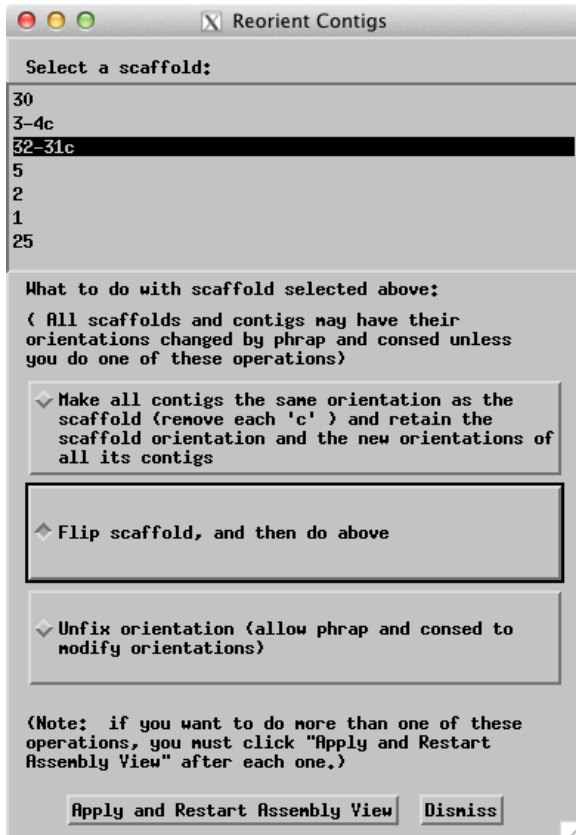 Reorient Contigs
Select a scaffold:
30
3-4c
32-31c
5
2
1
25
What to do with scaffold selected above:
( All scaffolds and contigs may have their
orientations changed by phrap and consed unless
you do one of these operations)
Make all contigs the same orientation as the
scaffold (remove each 'c' ) and retain the
scaffold orientation and the new orientations of
all its contigs
Flip scaffold, and then do above
Unfix orientation (allow phrap and consed to
modify orientations)
(Note:  if you want to do more than one of these
operations, you must click "Apply and Restart
Assembly View" after each one.)
Apply and Restart Assembly View Dismiss